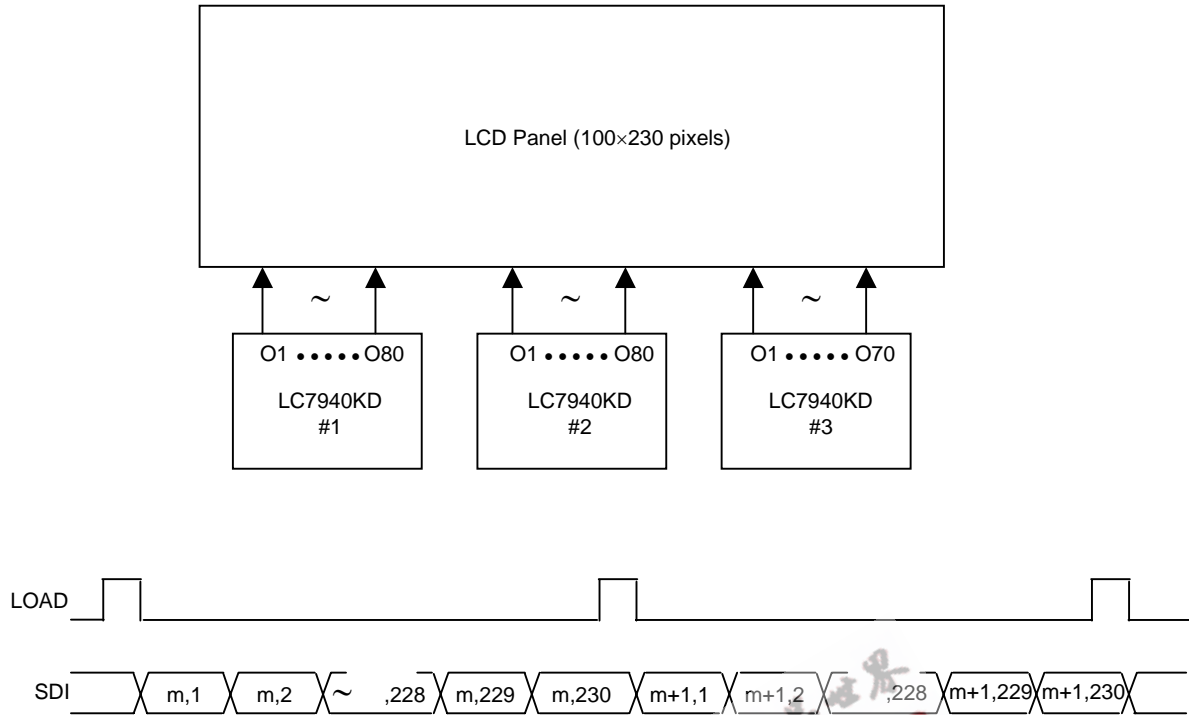 LCD Panel (100×230 pixels)
~ ~ ~
O1 ••••• O80 O1 ••••• O80 O1 ••••• O70
LC7940KD LC7940KD LC7940KD
#1 #2 #3
LOAD
SDI m,1 m,2 ~ ,228 m,229 m,230 m+1,1 m+1,2 ,228 m+1,229 m+1,230